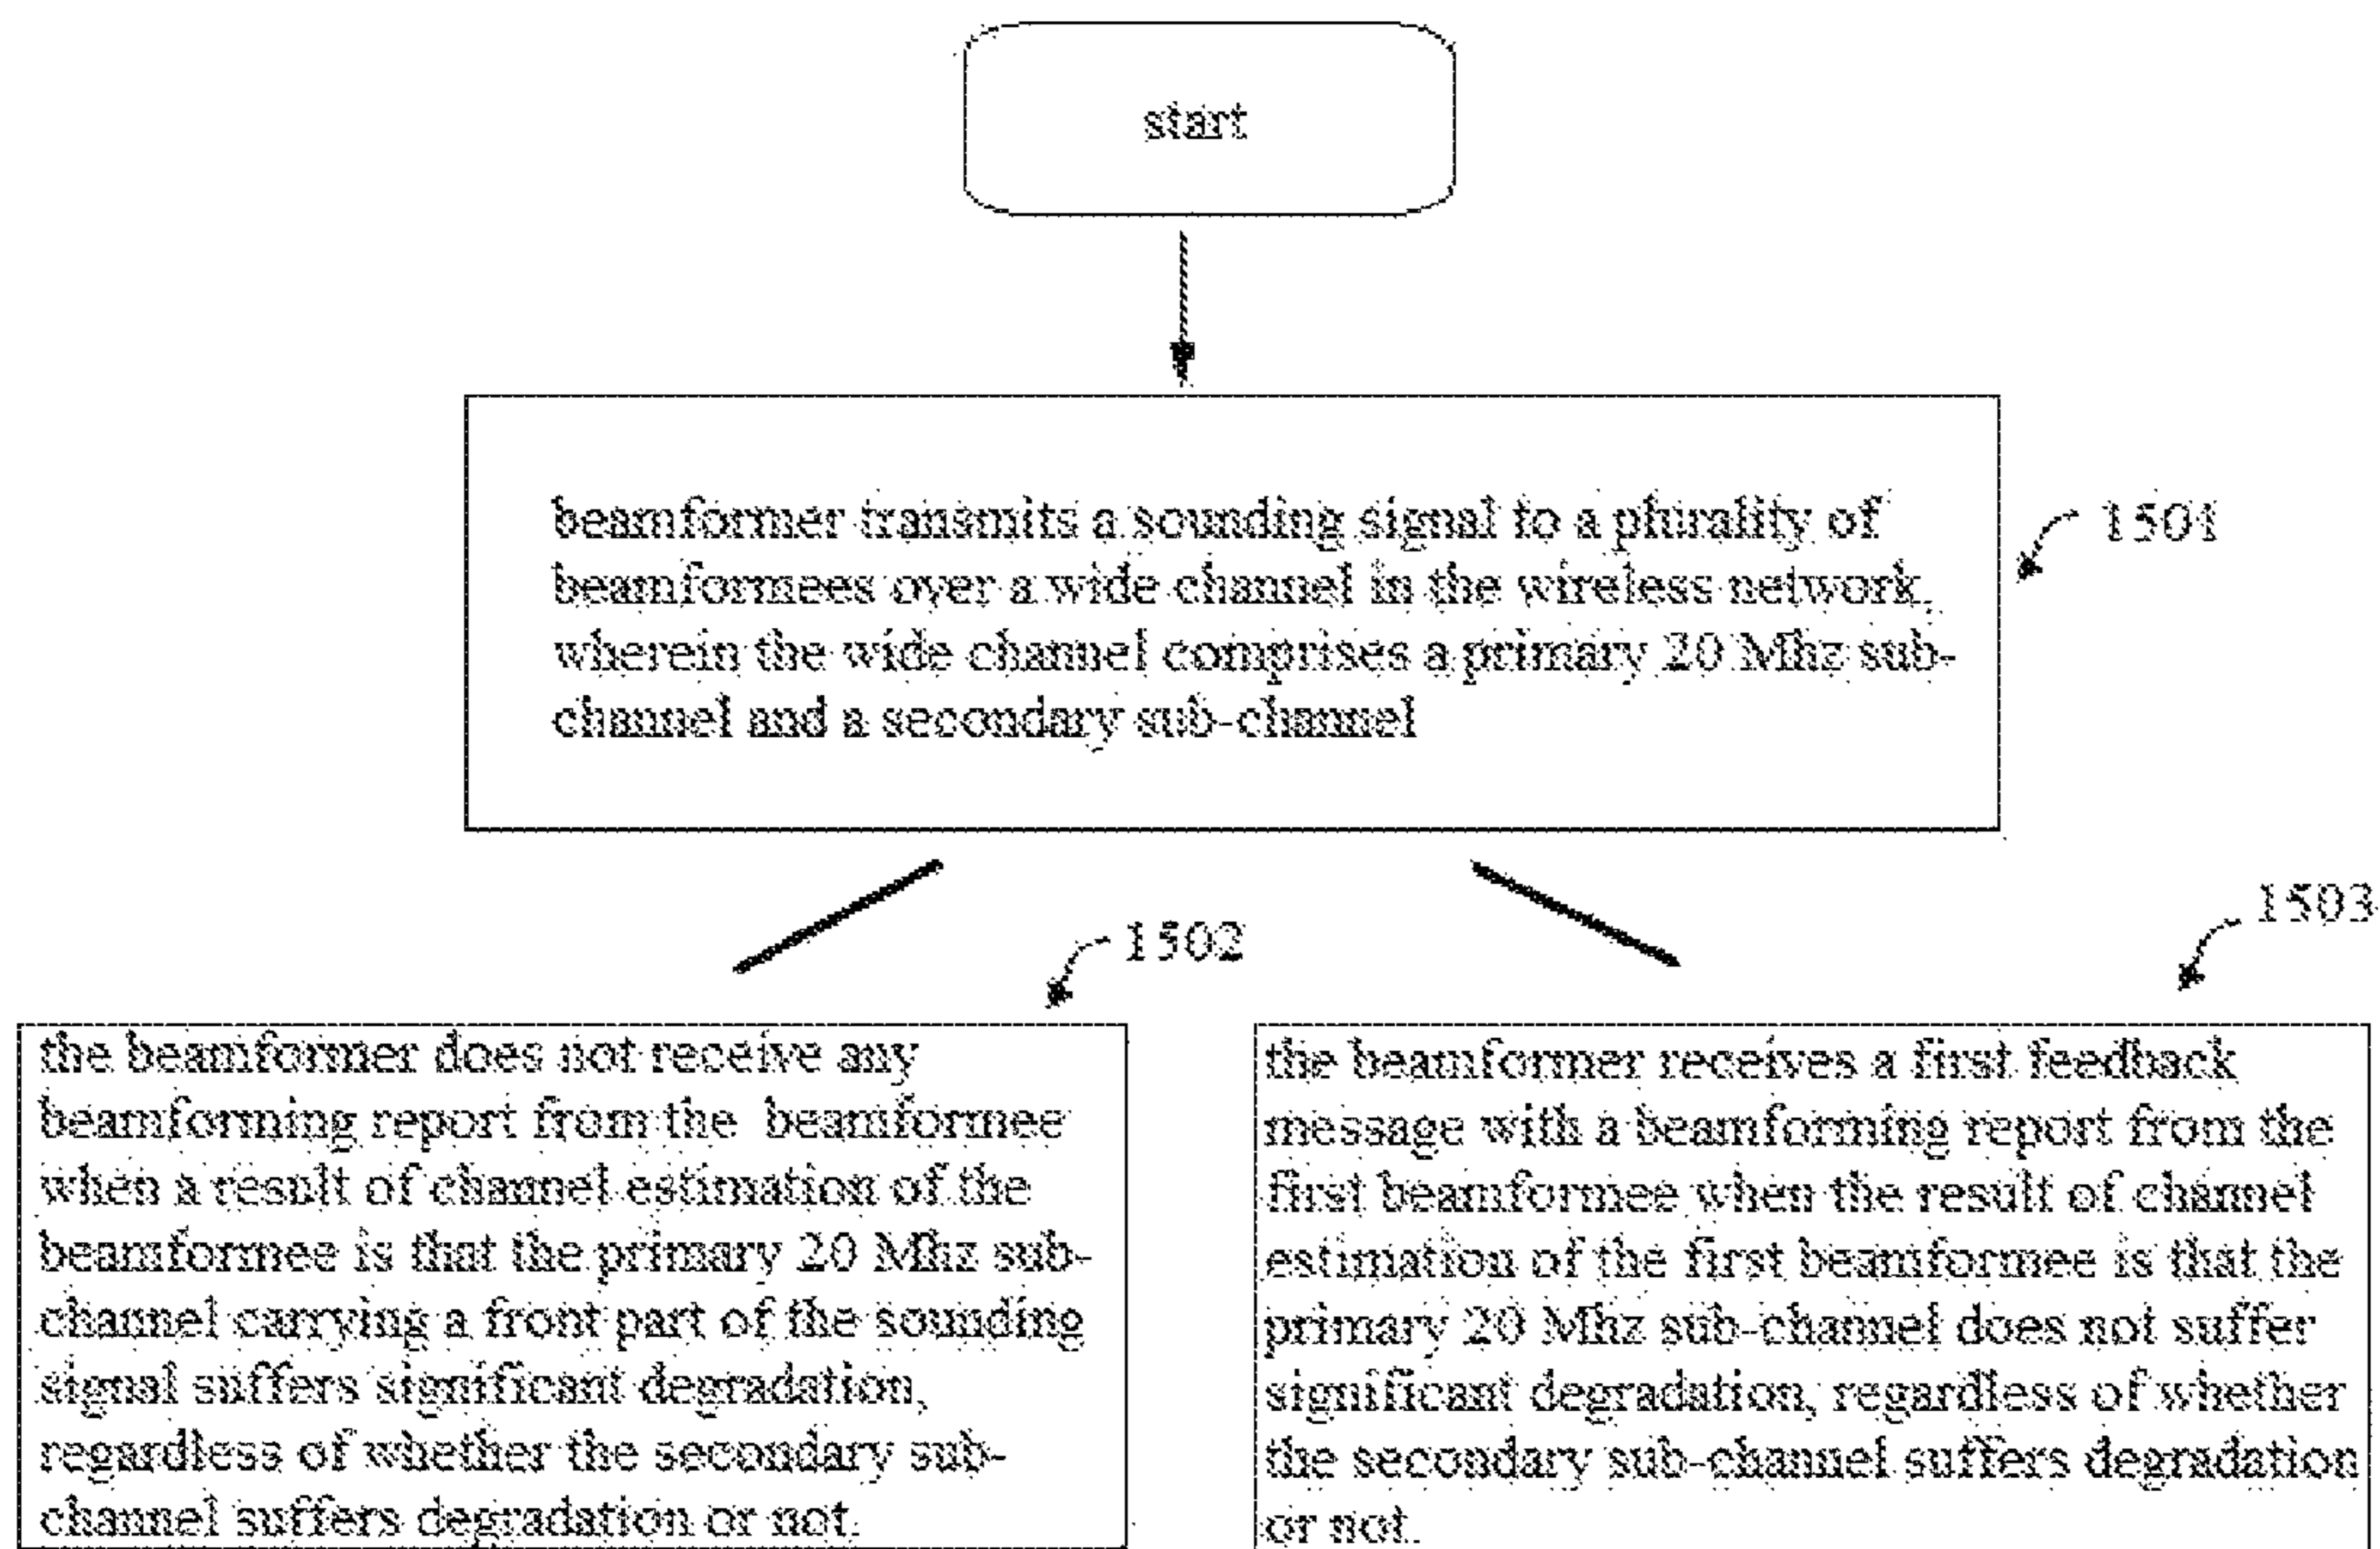 start
beamformer transmits a sounding signal to a plurality of
beamformees over a wide channel in the wireless network,
wherein the wide channel comprises a primary 20 Mhz sub-
channel and a secondary sub-channel
1501
1502
1503
the beamformer does not receive any
beamforming report from the beamformee
when a result of channel estimation of the
beamformee is that the primary 20 Mhz sub-
channel carrying a front part of the sounding
signal suffers significant degradation,
regardless of whether the secondary sub-
channel suffers degradation or not.
the beamformer receives a first feedback
message with a beamforming report from the
first beamformee when the result of channel
estimation of the first beamformee is that the
primary 20 Mhz sub-channel does not suffer
significant degradation, regardless of whether
the secondary sub-channel suffers degradation
or not.